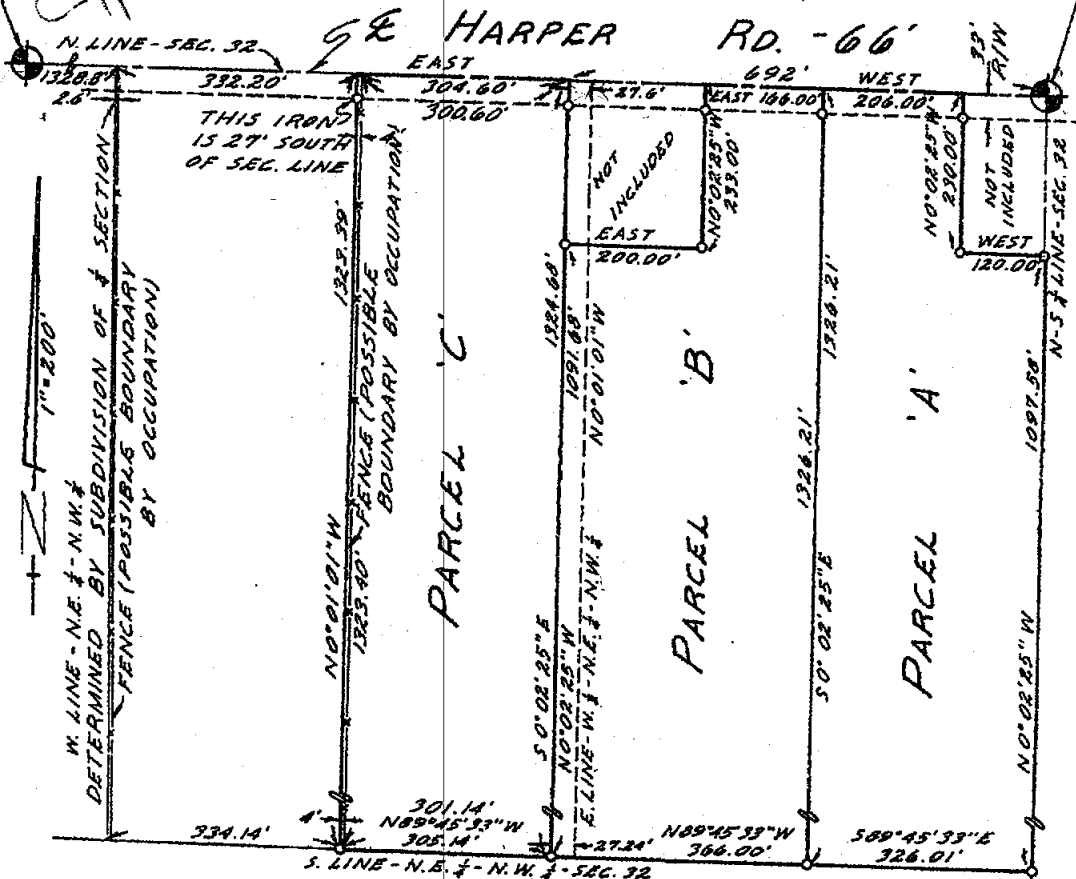 ℄ HARPER RD. - 66'
N. LINE - SEC. 32
1328.8'
332.20'
EAST
304.60'
300.60'
27.6'
692'
WEST
EAST 166.00'
206.00'
33'
R/W
2.6'
THIS IRON
IS 27' SOUTH
OF SEC. LINE
4'
NOT
INCLUDED
N0°02'25"W
233.00'
EAST
200.00'
N0°02'25"W
230.00'
NOT
INCLUDED
WEST
120.00'
N-S ¼ LINE - SEC. 32
1"=200'
N
W. LINE - N.E. ¼ - N.W. ¼
DETERMINED BY SUBDIVISION OF ¼ SECTION
FENCE (POSSIBLE BOUNDARY
BY OCCUPATION)
1323.39'
N0°01'01"W
1323.40'
FENCE (POSSIBLE
BOUNDARY BY OCCUPATION)
PARCEL 'C'
1324.68'
1091.68'
S0°02'25"E
N0°02'25"W
N0°01'01"W
E. LINE - W. ½ - N.E. ¼ - N.W. ¼
PARCEL 'B'
1326.21'
1326.21'
S0°02'25"E
PARCEL 'A'
1097.58'
N0°02'25"W
334.14'
4'
301.14'
N89°45'33"W
305.14'
27.24'
N89°45'33"W
366.00'
S89°45'33"E
326.01'
S. LINE - N.E. ¼ - N.W. ¼ - SEC. 32